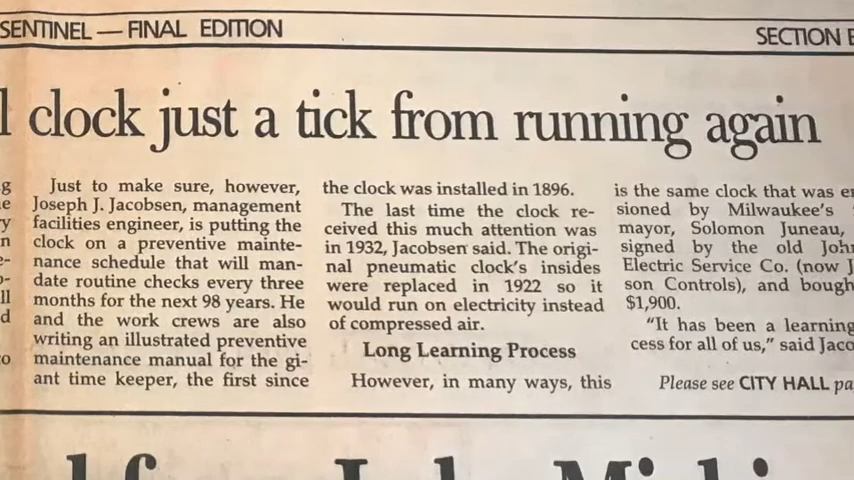 SENTINEL — FINAL EDITION
SECTION E
l clock just a tick from running again
g
e
ry
n
e-
o-
ll
d
to
Just to make sure, however,
Joseph J. Jacobsen, management
facilities engineer, is putting the
clock on a preventive mainte-
nance schedule that will man-
date routine checks every three
months for the next 98 years. He
and the work crews are also
writing an illustrated preventive
maintenance manual for the gi-
ant time keeper, the first since
the clock was installed in 1896.
The last time the clock re-
ceived this much attention was
in 1932, Jacobsen said. The origi-
nal pneumatic clock's insides
were replaced in 1922 so it
would run on electricity instead
of compressed air.
Long Learning Process
However, in many ways, this
is the same clock that was en
sioned by Milwaukee's
mayor, Solomon Juneau,
signed by the old John
Electric Service Co. (now J
son Controls), and bough
$1,900.
"It has been a learning
cess for all of us," said Jaco
Please see CITY HALL pa